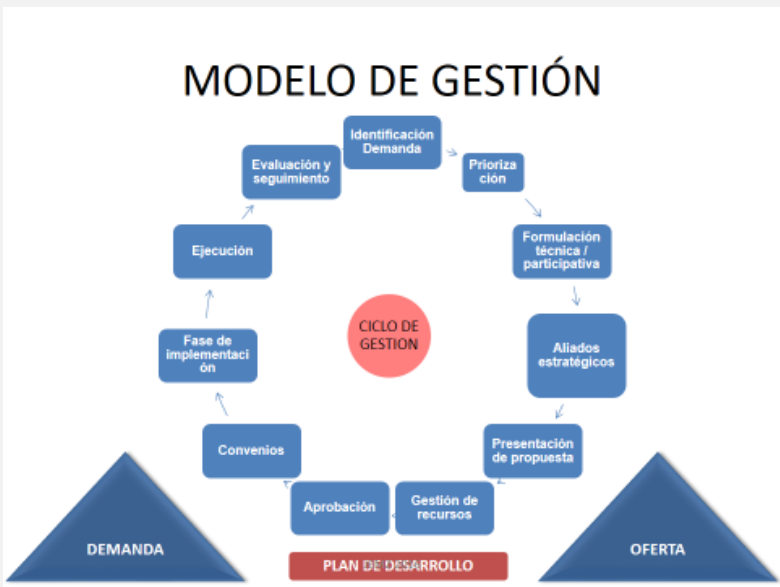 MODELO DE GESTIÓN
Identificación
Demanda
Prioriza
ción
Formulación
técnica /
participativa
Aliados
estratégicos
Presentación
de propuesta
Gestión de
recursos
Aprobación
Convenios
Fase de
implementaci
ón
Ejecución
Evaluación y
seguimiento
CICLO DE
GESTION
DEMANDA
PLAN DE DESARROLLO
OFERTA